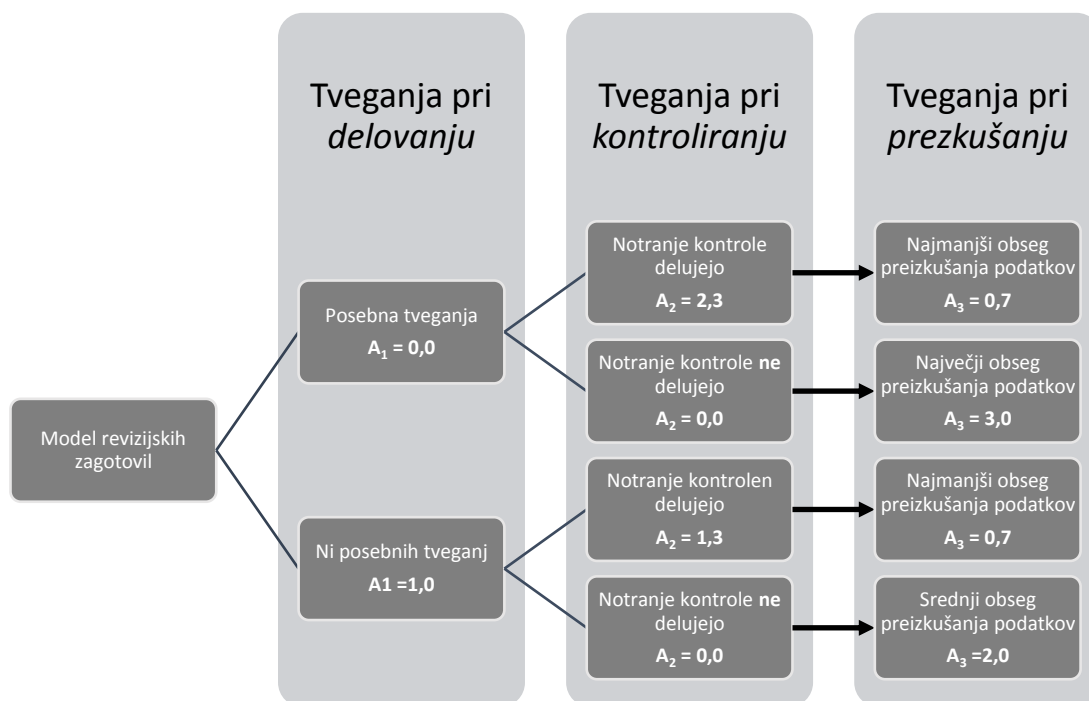 Tveganja pri
delovanju
Tveganja pri
kontroliranju
Tveganja pri
prezkušanju
Model revizijskih
zagotovil
Posebna tveganja
A₁ = 0,0
Ni posebnih tveganj
A1 =1,0
Notranje kontrole
delujejo
A₂ = 2,3
Notranje kontrole ne
delujejo
A₂ = 0,0
Notranje kontrolen
delujejo
A₂ = 1,3
Notranje kontrole ne
delujejo
A₂ = 0,0
Najmanjši obseg
preizkušanja podatkov
A₃ = 0,7
Največji obseg
preizkušanja podatkov
A₃ = 3,0
Najmanjši obseg
preizkušanja podatkov
A₃ = 0,7
Srednji obseg
preizkušanja podatkov
A₃ =2,0